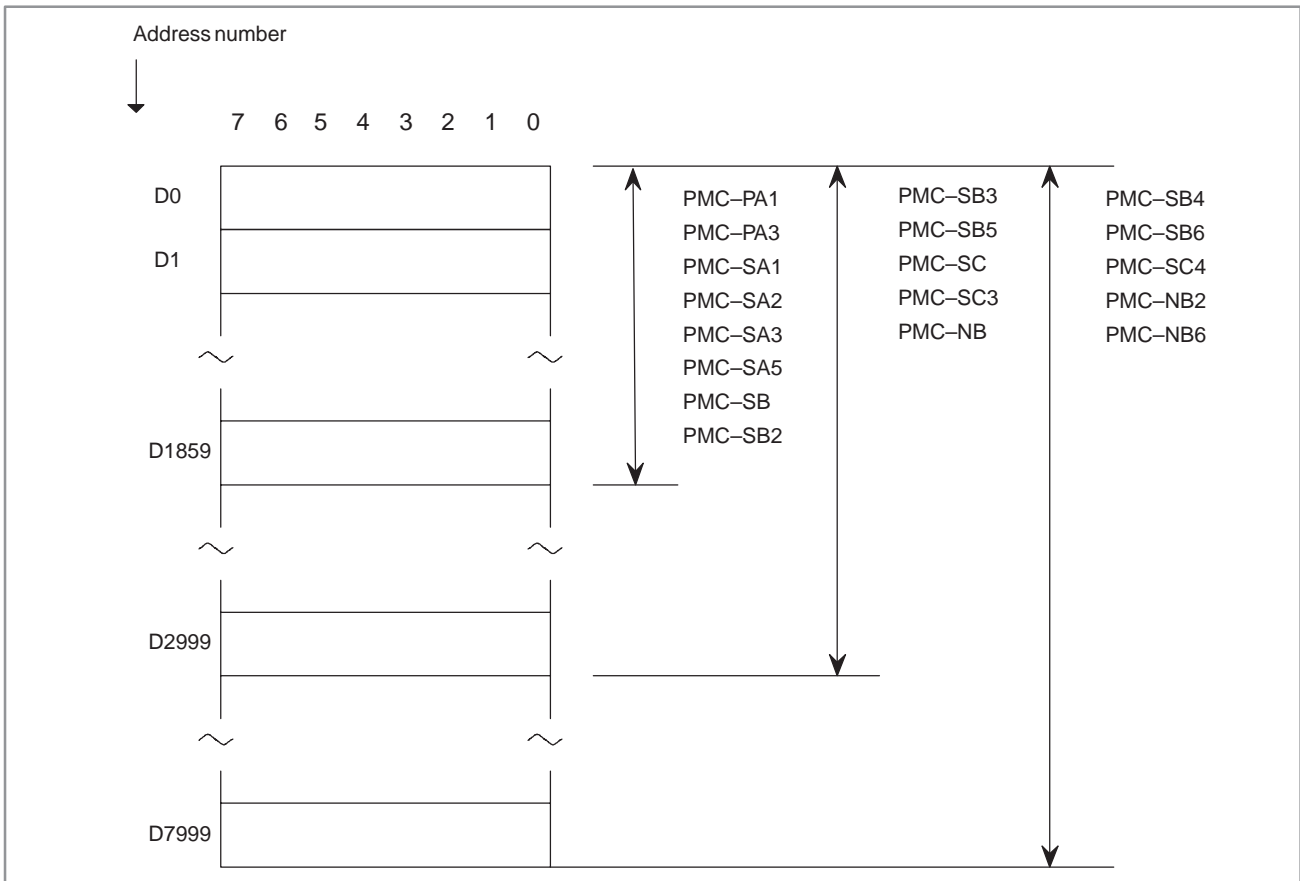 Address number
7 6 5 4 3 2 1 0
D0
D1
D1859
D2999
D7999
PMC–PA1
PMC–PA3
PMC–SA1
PMC–SA2
PMC–SA3
PMC–SA5
PMC–SB
PMC–SB2
PMC–SB3
PMC–SB5
PMC–SC
PMC–SC3
PMC–NB
PMC–SB4
PMC–SB6
PMC–SC4
PMC–NB2
PMC–NB6